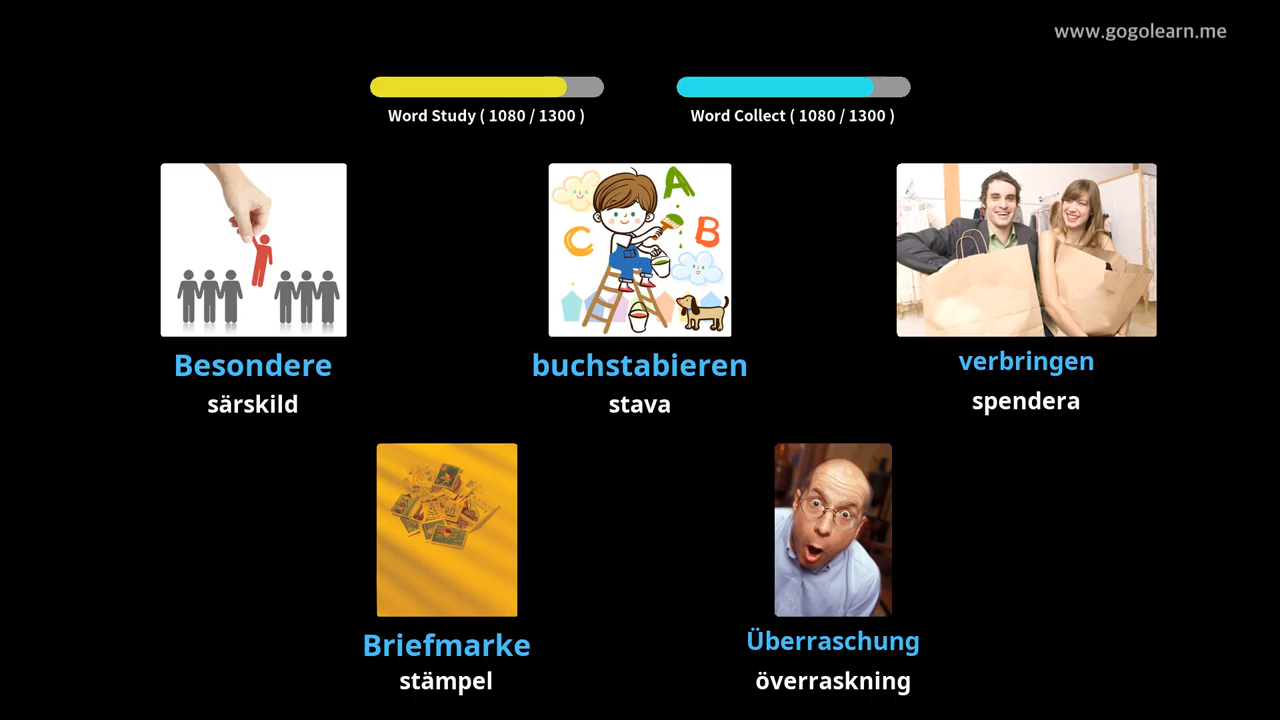 www.gogolearn.me
Word Study ( 1080 / 1300 )
Word Collect ( 1080 / 1300 )
A
B
C
Besondere
särskild
buchstabieren
stava
verbringen
spendera
Briefmarke
stämpel
Überraschung
överraskning